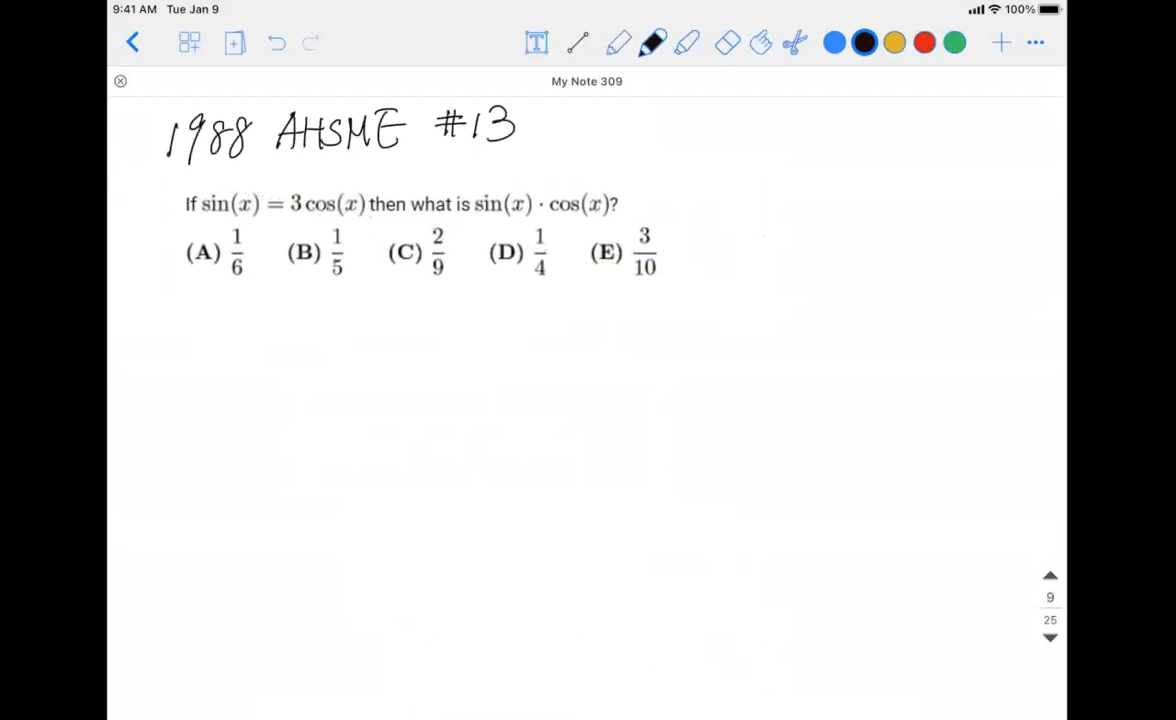 9:41 AM Tue Jan 9 100%
T
My Note 309
1988 AHSME #13
If sin(x) = 3 cos(x) then what is sin(x) · cos(x)?
(A) 1/6 (B) 1/5 (C) 2/9 (D) 1/4 (E) 3/10
9
25